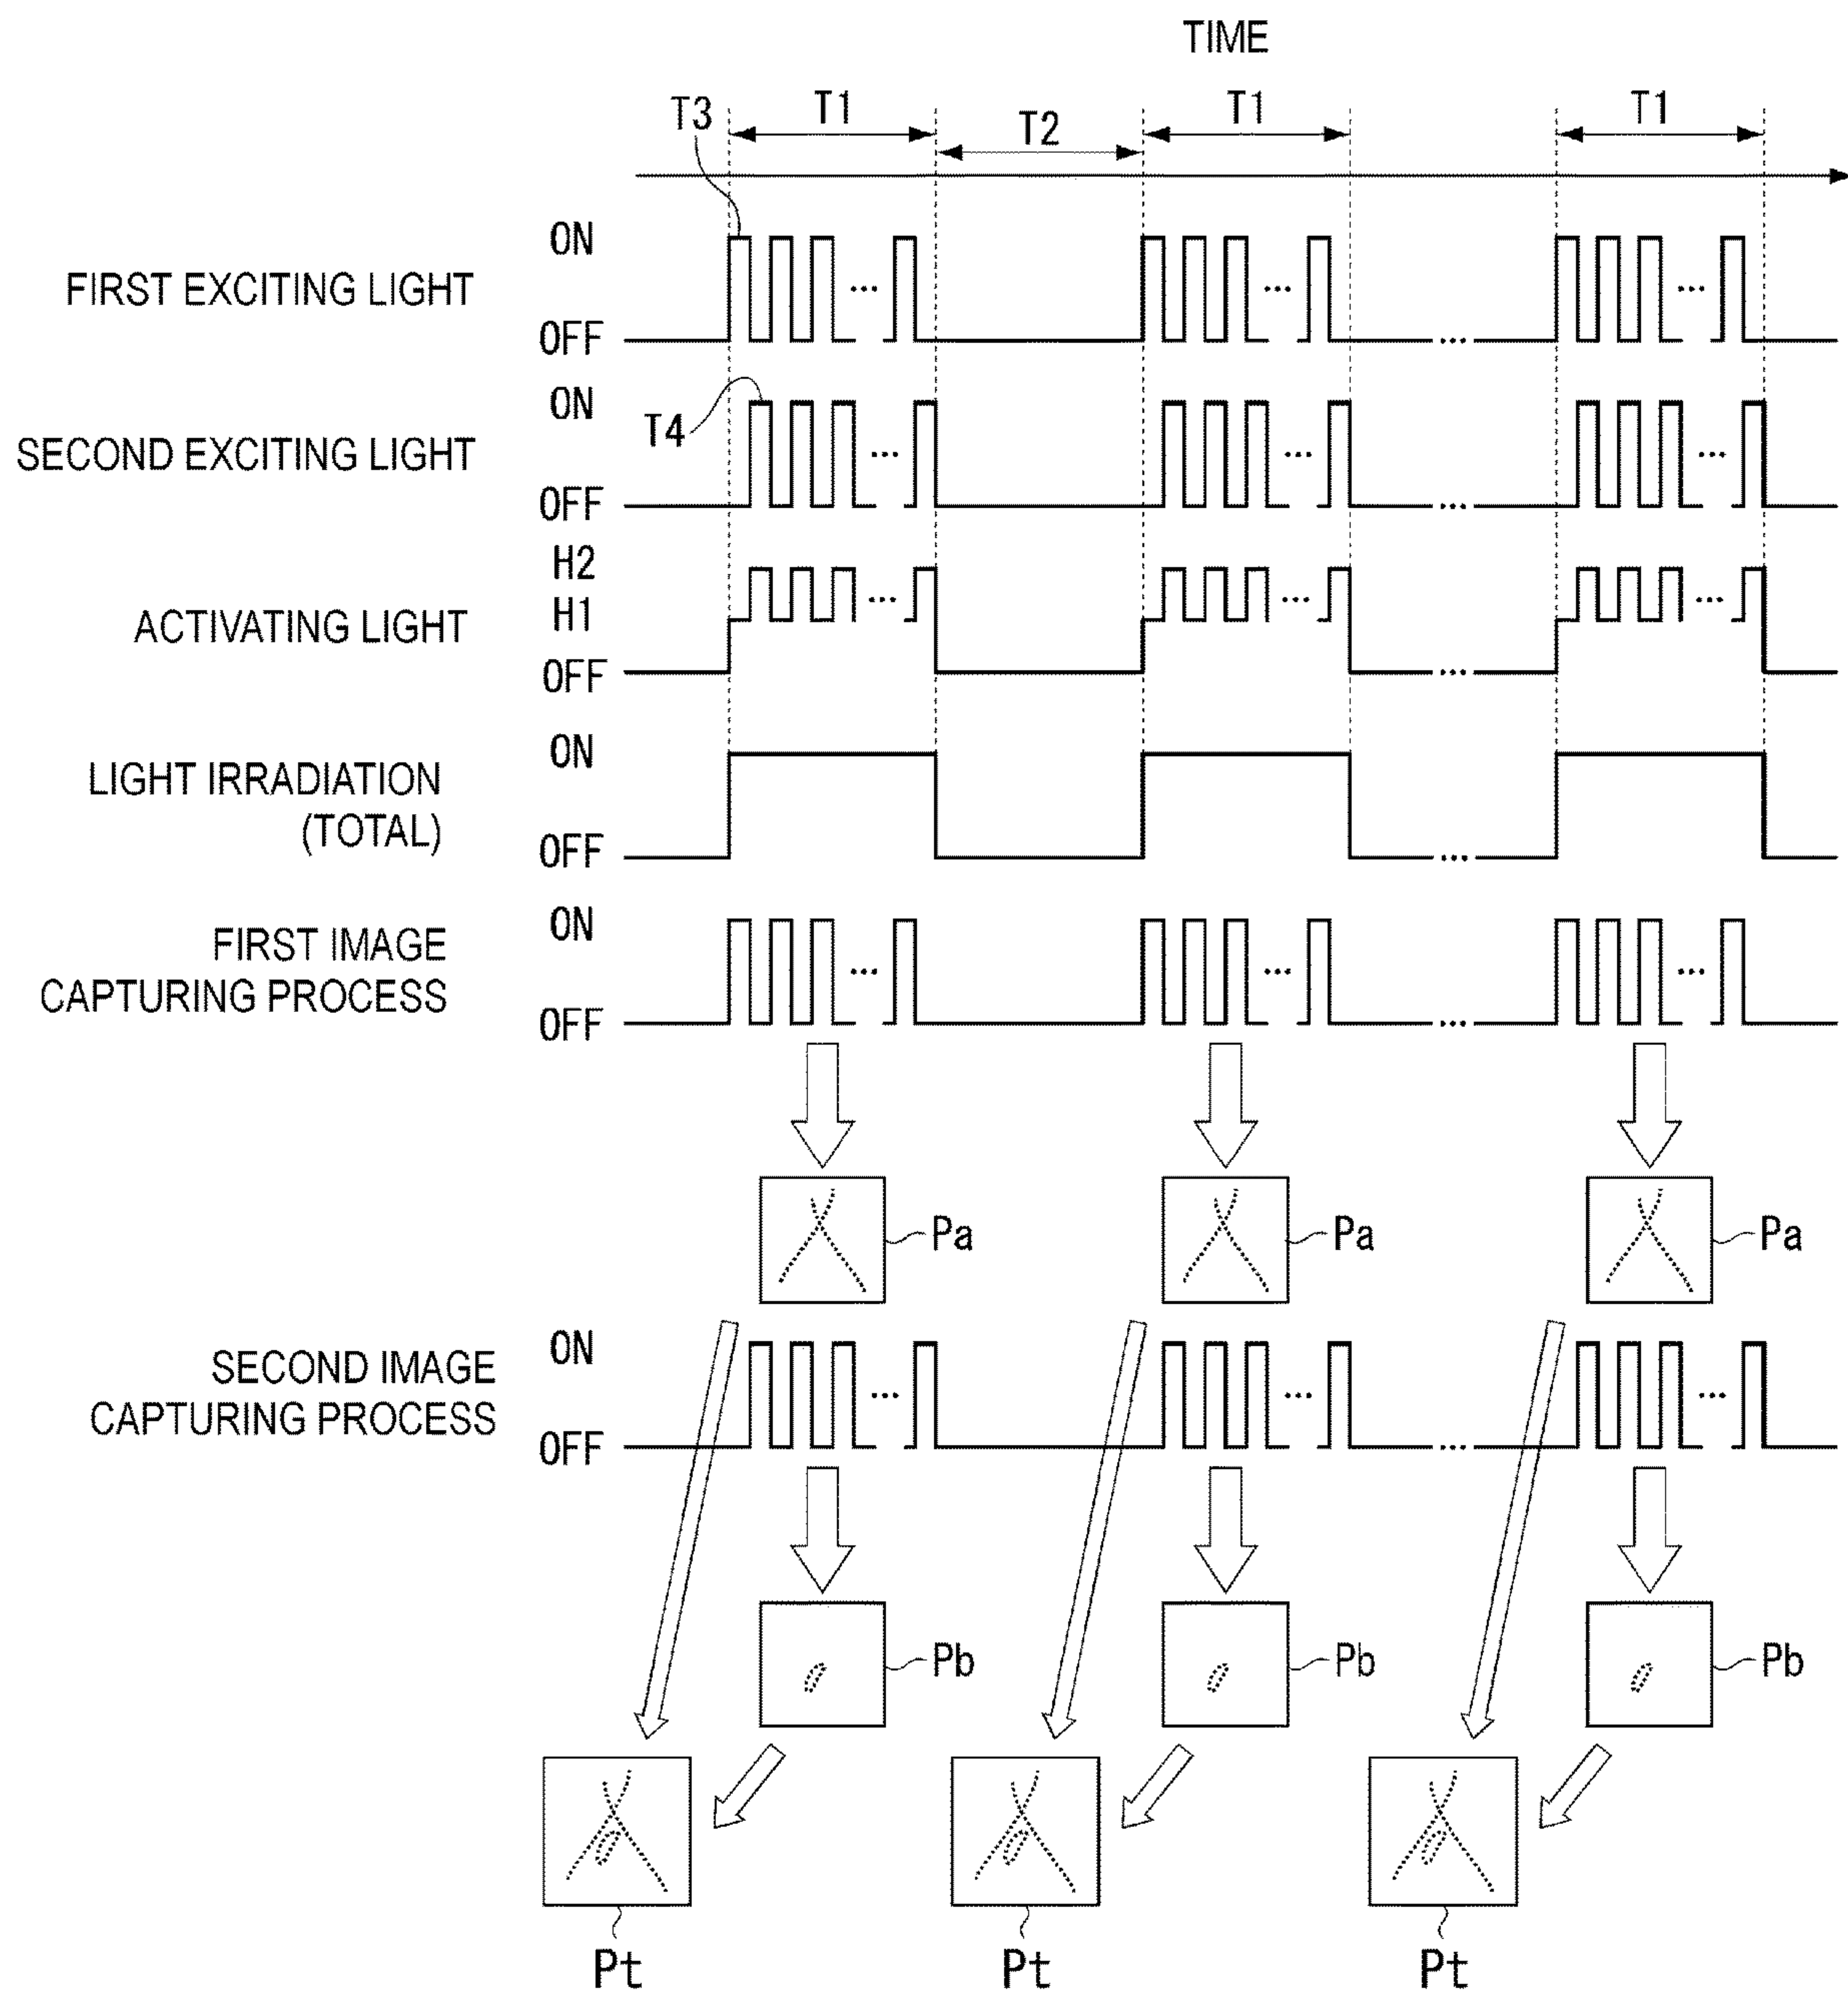 TIME
T3 T1 T2 T1 T1
ON
FIRST EXCITING LIGHT
...
...
...
OFF
...
ON
T4
SECOND EXCITING LIGHT
...
...
...
OFF
...
H2
H1
ACTIVATING LIGHT
...
...
...
OFF
...
ON
LIGHT IRRADIATION
(TOTAL)
OFF
...
ON
FIRST IMAGE
CAPTURING PROCESS
...
...
...
OFF
...
Pa Pa Pa
ON
SECOND IMAGE
CAPTURING PROCESS
...
...
...
OFF
...
Pb Pb Pb
Pt Pt Pt